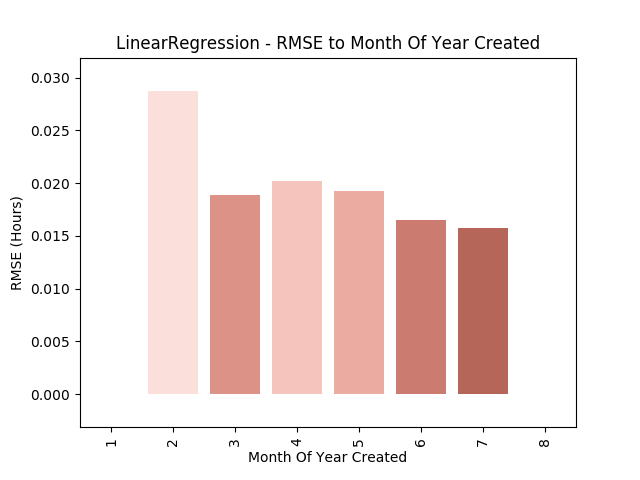 LinearRegression - RMSE to Month Of Year Created
0.030
0.025
0.020
0.015
0.010
0.005
0.000
RMSE (Hours)
1 2 3 4 5 6 7 8
Month Of Year Created